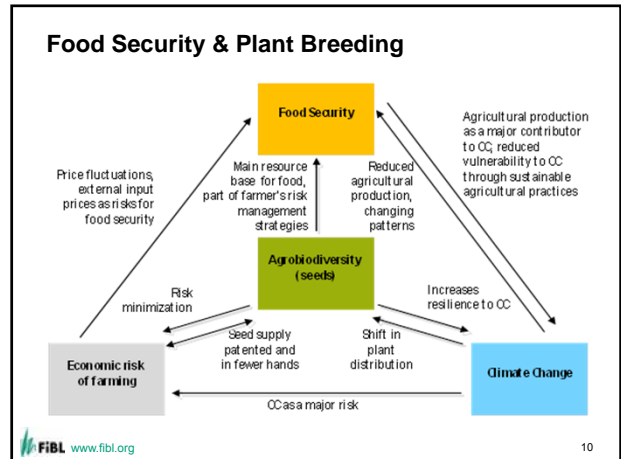 Food Security & Plant Breeding
Food Security
Agricultural production
as a major contributor
to CC; reduced
vulnerability to CC
through sustainable
agricultural practices
Price fluctuations,
external input
prices as risks for
food security
Main resource
base for food,
part of farmer's risk
management
strategies
Reduced
agricultural
production,
changing
patterns
Agrobiodiversity
(seeds)
Risk
minimization
Increases
resilience to CC
Seed supply
patented and
in fewer hands
Shift in
plant
distribution
Economic risk
of farming
Climate Change
CC as a major risk
FiBL www.fibl.org
10